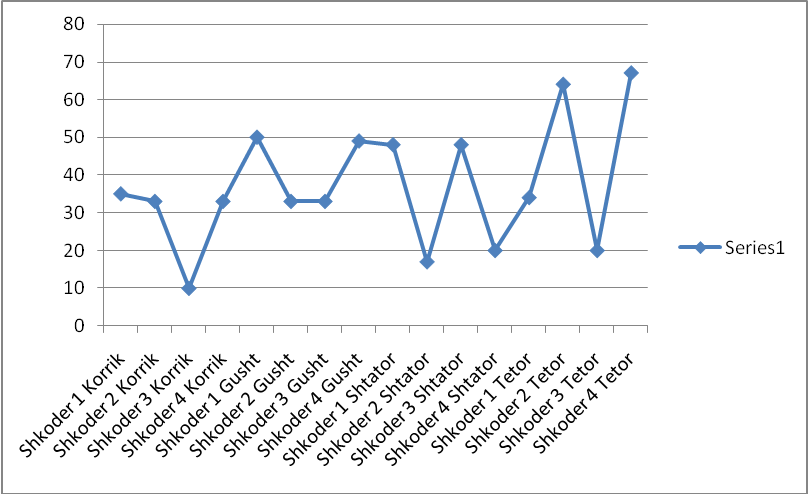 80
70
60
50
40
30
20
10
0
Shkoder 1 Korrik
Shkoder 2 Korrik
Shkoder 3 Korrik
Shkoder 4 Korrik
Shkoder 1 Gusht
Shkoder 2 Gusht
Shkoder 3 Gusht
Shkoder 4 Gusht
Shkoder 1 Shtator
Shkoder 2 Shtator
Shkoder 3 Shtator
Shkoder 4 Shtator
Shkoder 1 Tetor
Shkoder 2 Tetor
Shkoder 3 Tetor
Shkoder 4 Tetor
Series1